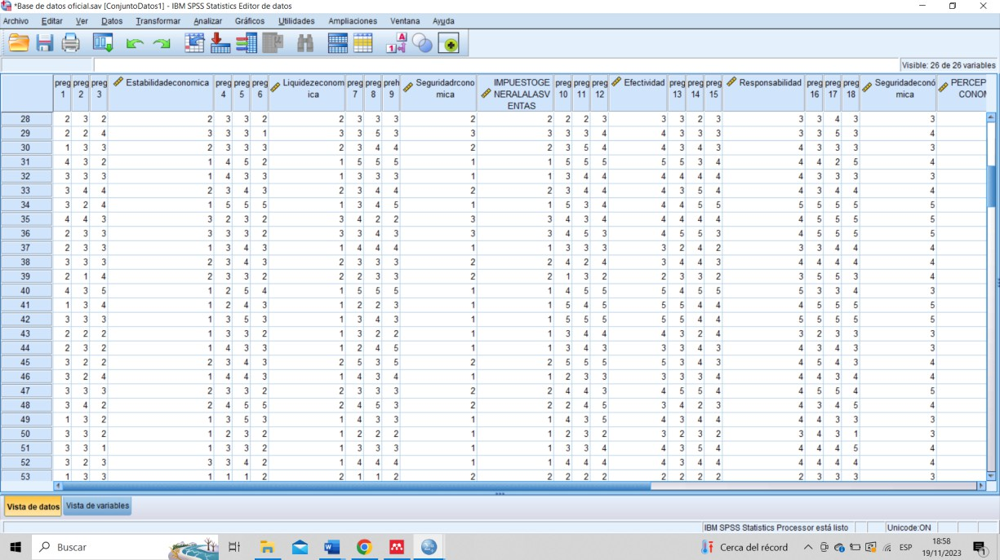 *Base de datos oficial.sav [ConjuntoDatos1] - IBM SPSS Statistics Editor de datos
Archivo Editar Ver Datos Transformar Analizar Gráficos Utilidades Ampliaciones Ventana Ayuda
Visible: 26 de 26 variables
preg 1 preg 2 preg 3 Estabilidadeconomica preg 4 preg 5 preg 6 Liquidezeconomica preg 7 preg 8 preh 9 Seguridadrconomica IMPUESTOGENERALALASVENTAS preg 10 preg 11 preg 12 Efectividad preg 13 preg 14 preg 15 Responsabilidad preg 16 preg 17 preg 18 Seguridadeconómica PERCEP CONOM
28 2 3 2 2 3 3 2 2 3 3 3 2 2 2 2 3 3 3 2 3 3 3 4 3 3
29 2 2 4 3 3 3 1 3 3 5 3 3 3 3 3 4 4 3 3 3 3 3 5 3 4
30 1 3 3 2 3 3 3 2 3 4 4 2 2 3 5 4 4 3 4 3 4 3 3 3 3
31 4 3 2 1 4 5 2 1 5 5 5 1 1 5 5 5 5 5 3 4 4 4 2 5 4
32 3 3 3 1 4 3 3 1 3 3 3 1 1 3 4 4 4 4 4 4 4 3 3 3 3
33 3 4 4 2 3 4 3 2 3 4 4 2 2 3 4 4 4 3 5 4 4 3 4 4 4
34 3 2 4 1 5 5 5 1 3 4 5 1 1 5 3 4 4 4 5 5 5 5 5 5 5
35 4 4 3 3 2 3 2 3 4 2 2 3 3 4 3 4 4 4 4 4 4 5 5 5 5
36 2 3 3 3 3 3 2 3 3 4 3 3 3 4 5 3 4 5 5 3 4 5 5 5 5
37 2 3 3 1 3 4 3 1 4 4 4 1 1 3 3 3 3 2 4 2 3 3 4 4 4
38 3 3 3 2 3 4 3 2 3 3 3 2 2 4 2 4 3 4 4 3 4 4 4 4 4
39 2 1 4 2 3 3 2 2 2 3 3 2 2 1 3 2 2 3 3 2 3 5 5 3 4
40 4 3 5 1 2 5 4 1 5 5 5 1 1 4 5 5 5 4 5 5 5 3 3 4 3
41 1 3 4 1 2 4 3 1 2 2 3 1 1 5 4 5 5 5 4 4 4 5 5 5 5
42 3 3 3 1 3 5 3 1 3 4 3 1 1 5 5 5 5 5 4 4 5 5 5 5 5
43 2 2 2 1 3 3 2 1 3 2 2 1 1 3 4 4 4 3 2 4 3 2 3 3 3
44 2 3 2 1 4 3 3 1 2 4 5 1 1 3 4 3 4 3 4 3 4 3 4 3 3
45 3 2 2 2 3 4 3 2 5 3 5 2 2 5 5 5 5 3 4 3 4 5 4 3 4
46 3 2 4 1 4 4 3 1 4 3 4 1 1 2 3 3 3 3 3 4 4 4 3 4 4
47 3 3 3 2 3 3 2 2 3 3 3 2 2 4 4 3 4 5 5 4 4 5 5 4 5
48 3 4 2 2 4 5 5 2 4 5 3 2 2 2 4 5 3 4 2 3 4 3 4 5 4
49 1 3 2 1 3 5 3 1 4 3 3 1 1 4 3 5 4 3 4 4 4 4 3 3 3
50 3 3 2 1 2 3 2 1 2 2 2 1 1 2 3 2 3 2 3 2 3 4 3 1 3
51 3 3 1 1 3 3 2 1 3 3 3 1 1 3 3 4 4 3 5 4 4 4 4 5 4
52 3 2 3 3 3 4 2 1 4 4 4 1 1 4 4 4 4 3 4 4 4 4 4 4 4
53 1 3 3 1 1 1 2 2 1 1 2 2 2 2 2 2 2 2 2 2 2 3 3 3 3
Vista de datos Vista de variables
IBM SPSS Statistics Processor está listo Unicode:ON
Buscar Cerca del récord ESP 18:58
19/11/2023